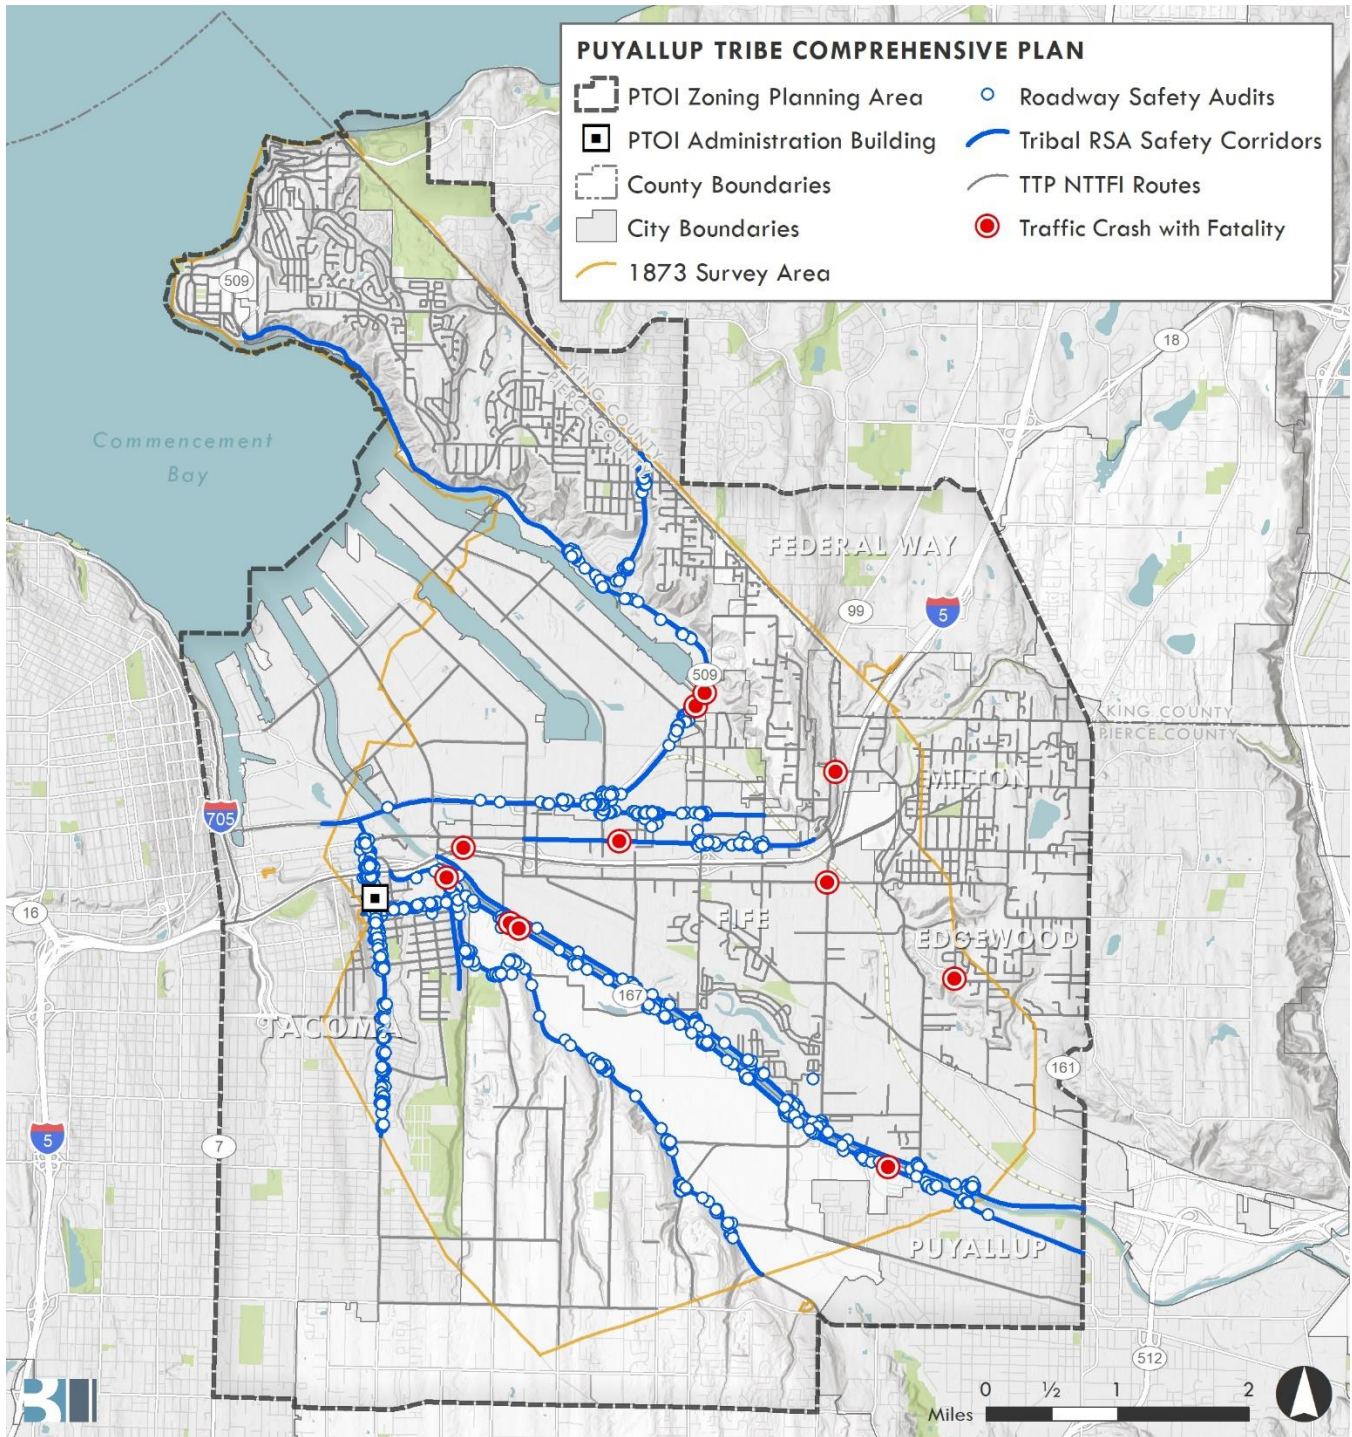 PUYALLUP TRIBE COMPREHENSIVE PLAN
PTOI Zoning Planning Area
PTOI Administration Building
County Boundaries
City Boundaries
1873 Survey Area
Roadway Safety Audits
Tribal RSA Safety Corridors
TTP NTTFI Routes
Traffic Crash with Fatality
509
18
KING COUNTY
PIERCE COUNTY
Commencement
Bay
FEDERAL WAY
99
5
509
KING COUNTY
PIERCE COUNTY
MILTON
705
16
FIFE
EDGEWOOD
167
TACOMA
161
5
7
PUYALLUP
512
0 ½ 1 2
Miles